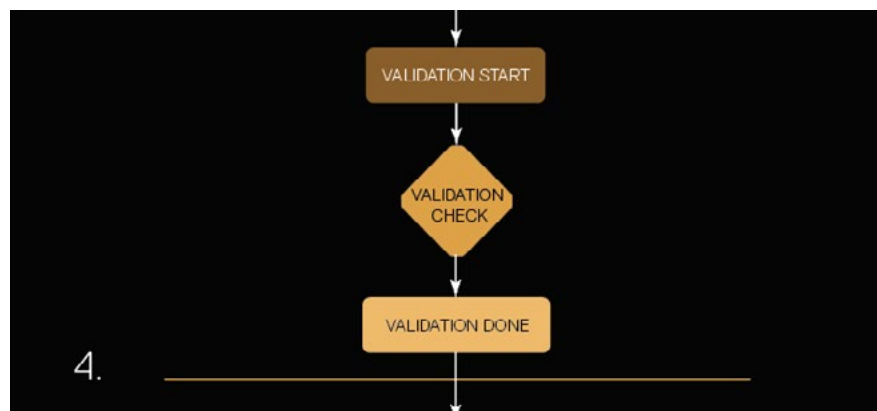 VALIDATION START
VALIDATION
CHECK
VALIDATION DONE
4.